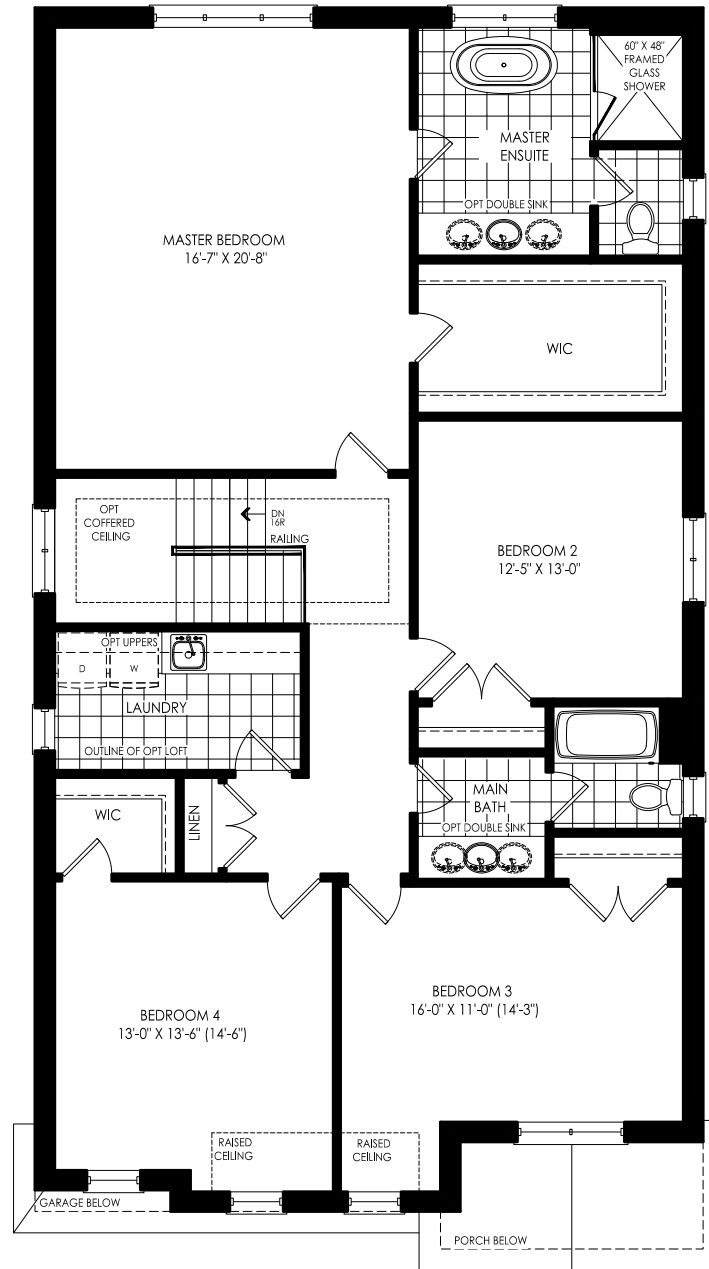 60" X 48"
FRAMED
GLASS
SHOWER
MASTER
ENSUITE
OPT DOUBLE SINK
MASTER BEDROOM
16'-7" X 20'-8"
WIC
OPT
COFFERED
CEILING
DN
16R
RAILING
BEDROOM 2
12'-5" X 13'-0"
OPT UPPERS
D
W
LAUNDRY
OUTLINE OF OPT LOFT
WIC
LINEN
MAIN
BATH
OPT DOUBLE SINK
BEDROOM 3
16'-0" X 11'-0" (14'-3")
BEDROOM 4
13'-0" X 13'-6" (14'-6")
RAISED
CEILING
RAISED
CEILING
GARAGE BELOW
PORCH BELOW